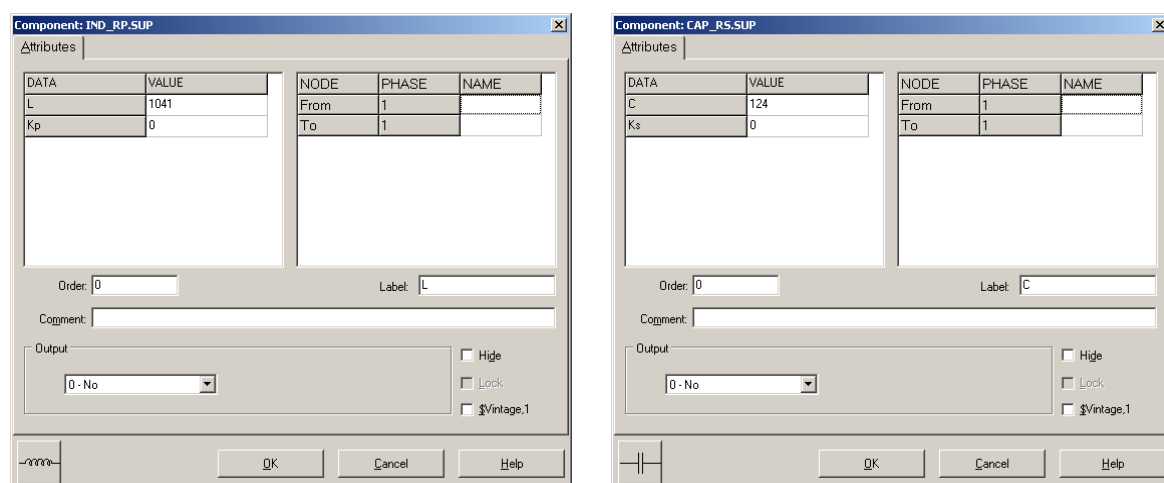 Component: IND_RP.SUP
Attributes
DATA VALUE
L 1041
Kp 0
NODE PHASE NAME
From 1
To 1
Order: 0
Label: L
Comment:
Output
0 - No
Hide
Lock
$Vintage,1
OK Cancel Help
Component: CAP_RS.SUP
Attributes
DATA VALUE
C 124
Ks 0
NODE PHASE NAME
From 1
To 1
Order: 0
Label: C
Comment:
Output
0 - No
Hide
Lock
$Vintage,1
OK Cancel Help